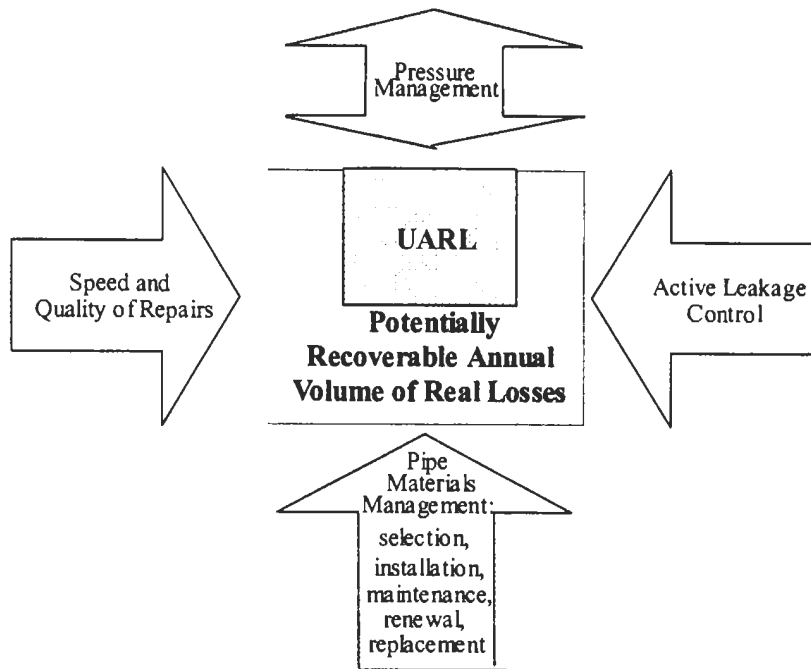 Pressure
Management
UARL
Speed and
Quality of Repairs
Active Leakage
Control
Potentially
Recoverable Annual
Volume of Real Losses
Pipe
Materials
Management:
selection,
installation,
maintenance,
renewal,
replacement